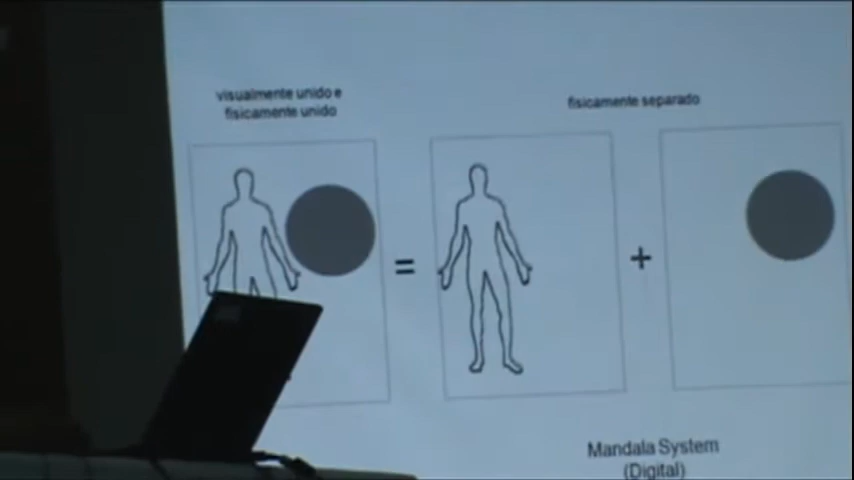 visualmente unido e
fisicamente unido
fisicamente separado
=
+
Mandala System
(Digital)